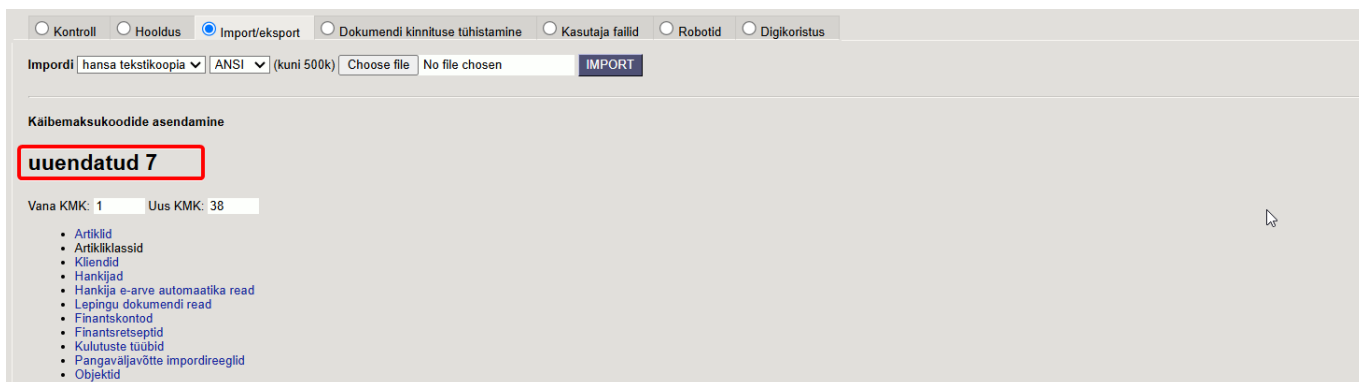 Kontroll Hooldus Import/eksport Dokumendi kinnituse tühistamine Kasutaja failid Robotid Digikoristus
Impordi hansa tekstikoopia ANSI (kuni 500k) Choose file No file chosen IMPORT
Käibemaksukoodide asendamine
uuendatud 7
Vana KMK: 1 Uus KMK: 38
Artiklid
Artikliklassid
Kliendid
Hankijad
Hankija e-arve automaatika read
Lepingu dokumendi read
Finantskontod
Finantsretseptid
Kulutuste tüübid
Pangaväljavõtte impordireeglid
Objektid